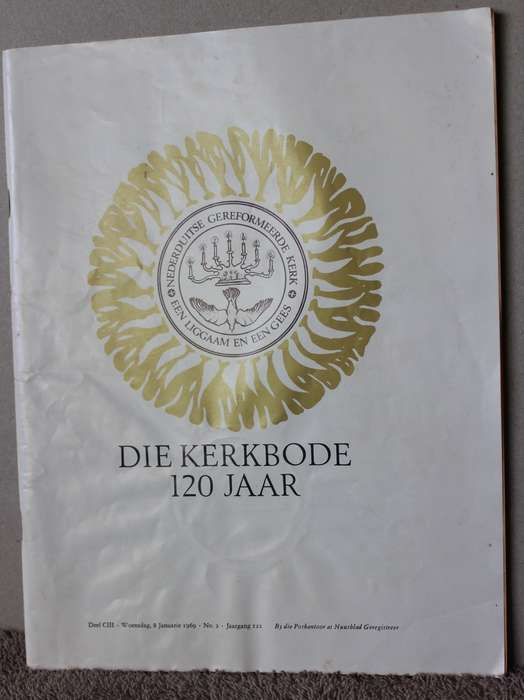 NEDERDUITSE GEREFORMEERDE KERK
EEN LIGGAAM EN EEN GEES
DIE KERKBODE
120 JAAR
Deel CIII · Woensdag, 8 Januarie 1969 · No. 2 · Jaargang 121 By die Poskantoor as Nuusblad Geregistreer